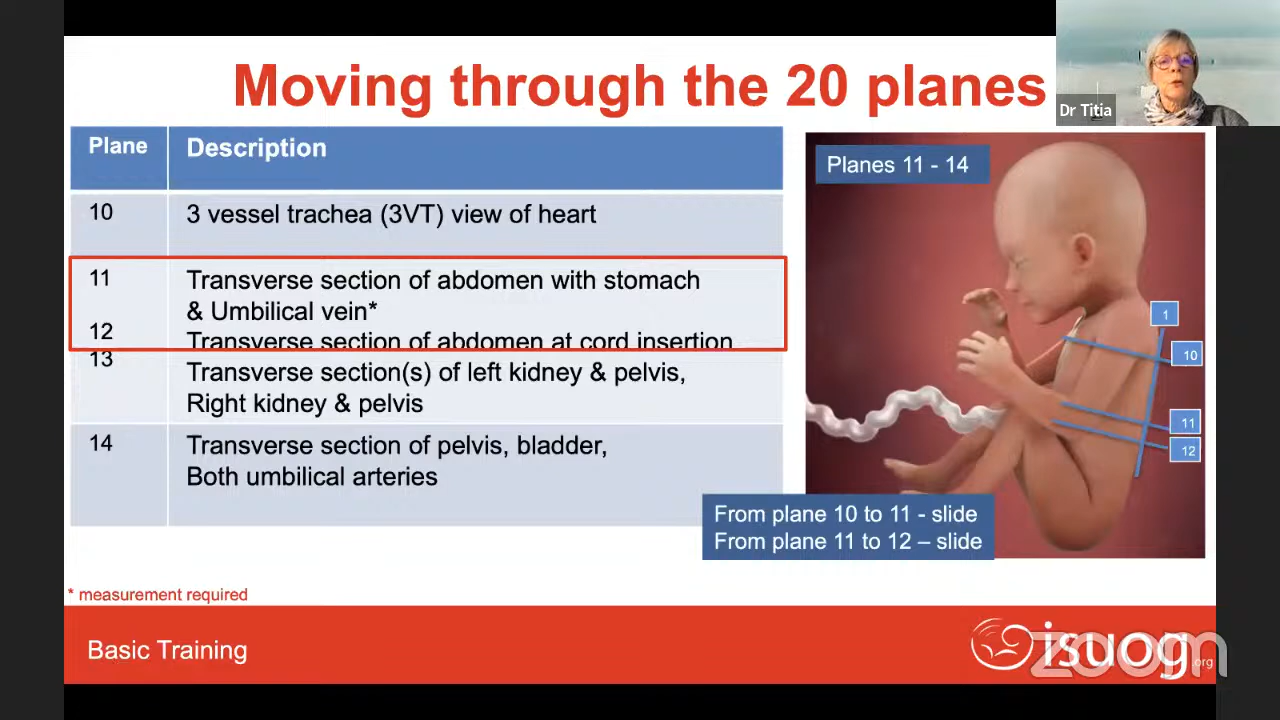 Moving through the 20 planes
Dr Titia
Plane Description
10 3 vessel trachea (3VT) view of heart
11 Transverse section of abdomen with stomach
& Umbilical vein*
12 Transverse section of abdomen at cord insertion
13 Transverse section(s) of left kidney & pelvis,
Right kidney & pelvis
14 Transverse section of pelvis, bladder,
Both umbilical arteries
Planes 11 - 14
1
10
11
12
From plane 10 to 11 - slide
From plane 11 to 12 – slide
* measurement required
Basic Training
isuog.org
zoom